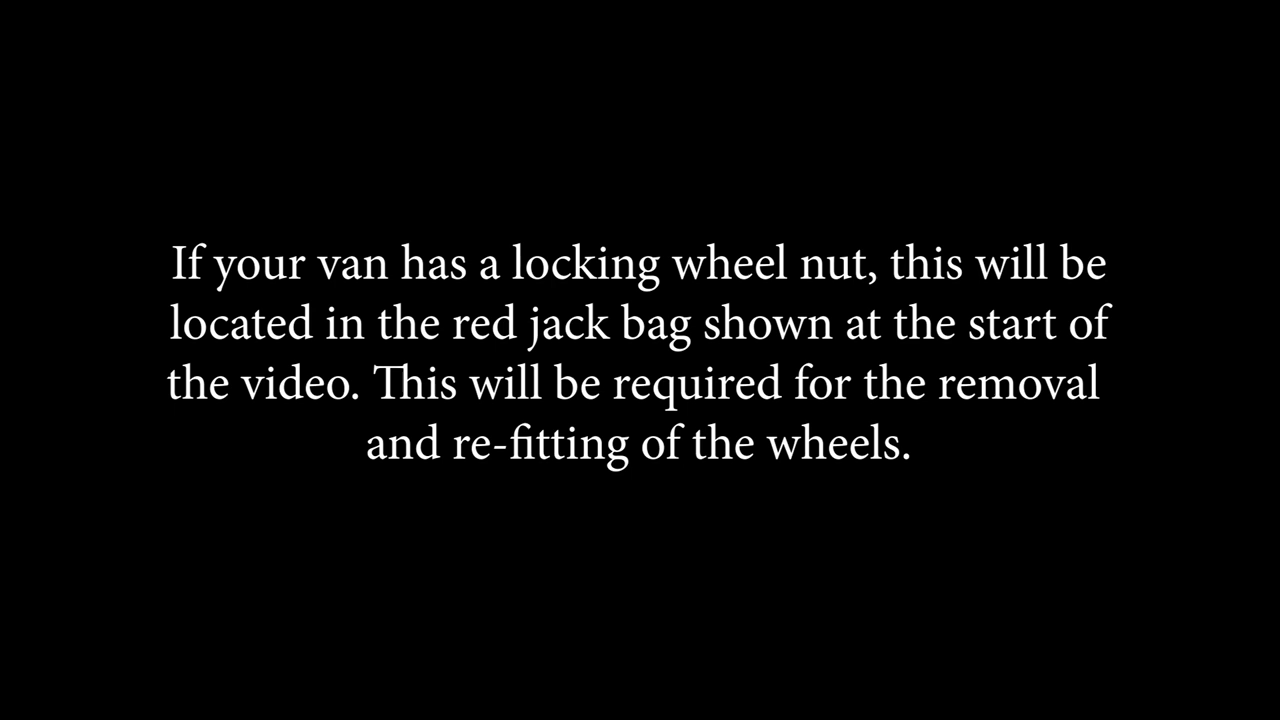 If your van has a locking wheel nut, this will be
located in the red jack bag shown at the start of
the video. This will be required for the removal
and re-fitting of the wheels.